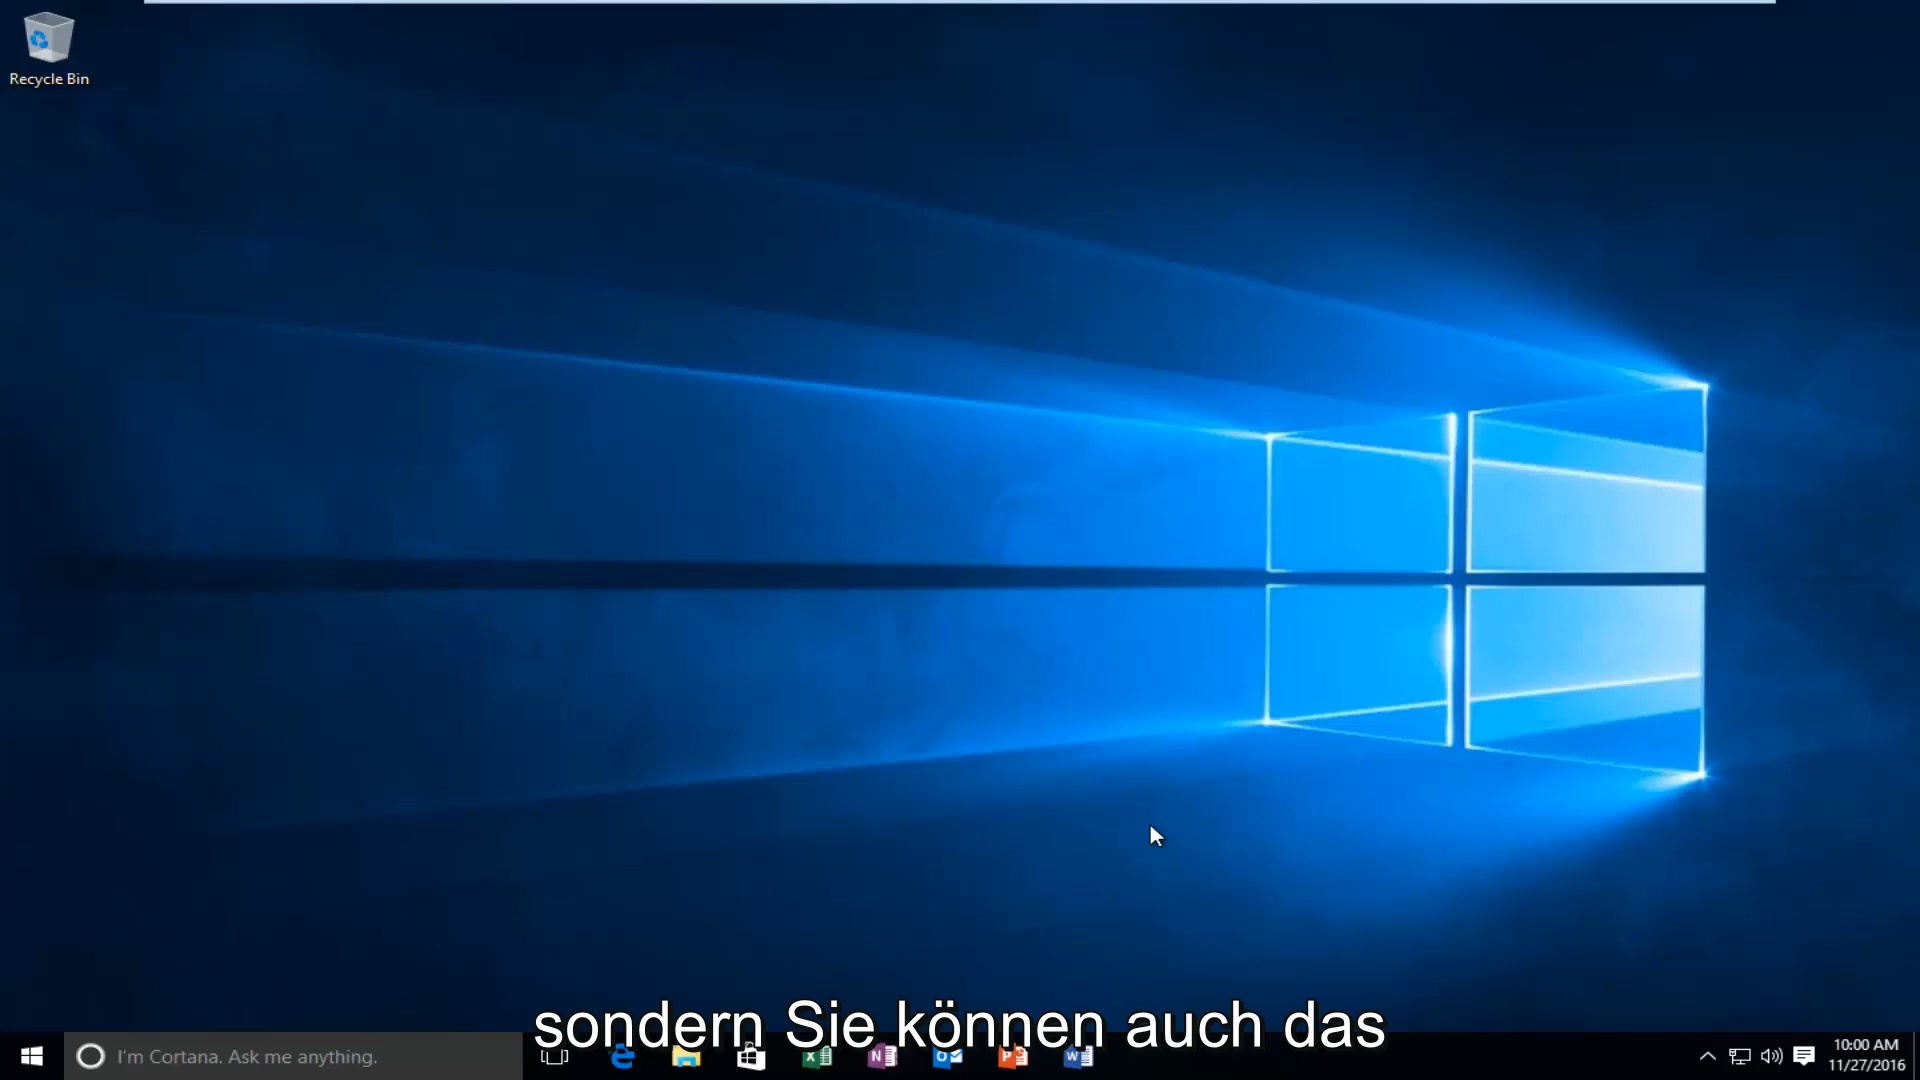 Recycle Bin
sondern Sie können auch das
I'm Cortana. Ask me anything.
10:00 AM
11/27/2016